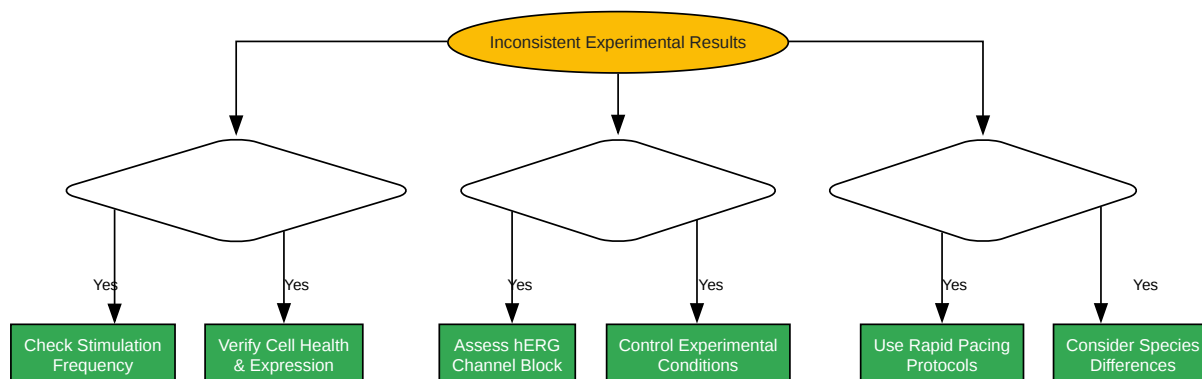 Inconsistent Experimental Results
Yes
Yes
Yes
Yes
Yes
Yes
Check Stimulation
Frequency
Verify Cell Health
& Expression
Assess hERG
Channel Block
Control Experimental
Conditions
Use Rapid Pacing
Protocols
Consider Species
Differences